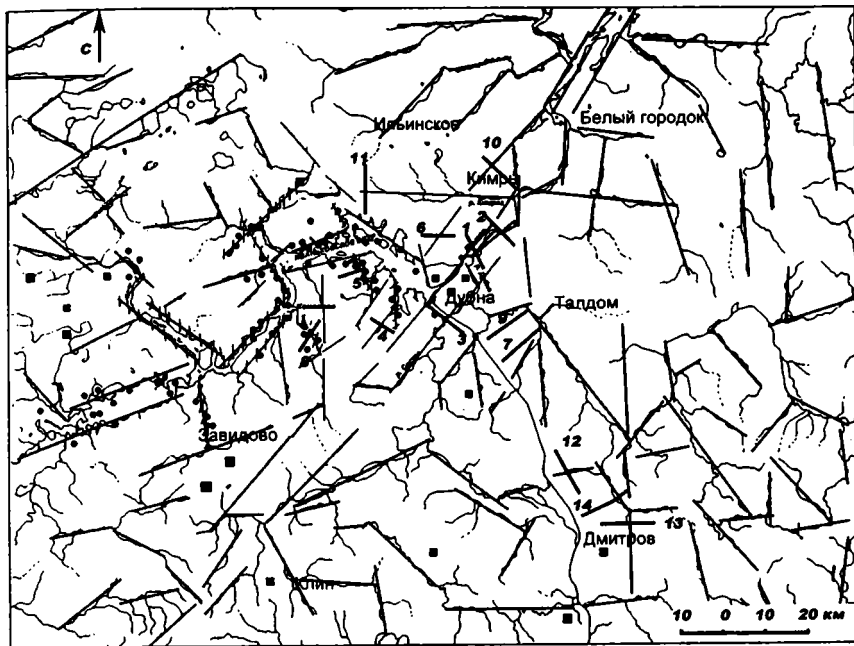 С
Ильинское
Белый городок
11
10
Кимры
6
1
2
Дубна
5
Талдом
9
4
3
7
Завидово
12
14
13
Дмитров
Клин
10 0 10 20 км